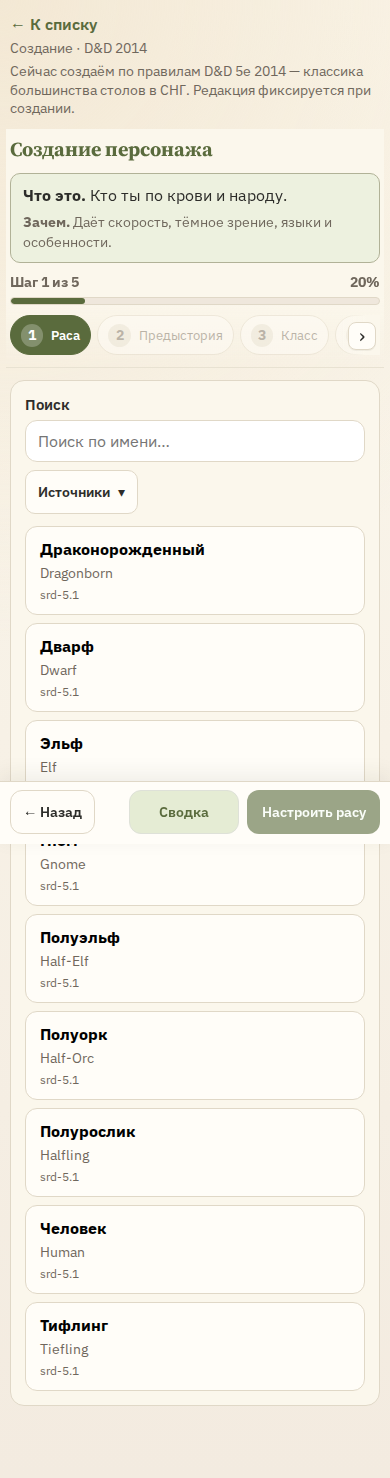 ← К списку
Создание · D&D 2014
Сейчас создаём по правилам D&D 5e 2014 — классика
большинства столов в СНГ. Редакция фиксируется при
создании.
Создание персонажа
Что это. Кто ты по крови и народу.
Зачем. Даёт скорость, тёмное зрение, языки и
особенности.
Шаг 1 из 5 20%
1 Раса 2 Предыстория 3 Класс ›
Поиск
Поиск по имени…
Источники ▾
Драконорожденный
Dragonborn
srd-5.1
Дварф
Dwarf
srd-5.1
Эльф
Elf
← Назад Сводка Настроить расу
Gnome
srd-5.1
Полуэльф
Half-Elf
srd-5.1
Полуорк
Half-Orc
srd-5.1
Полурослик
Halfling
srd-5.1
Человек
Human
srd-5.1
Тифлинг
Tiefling
srd-5.1